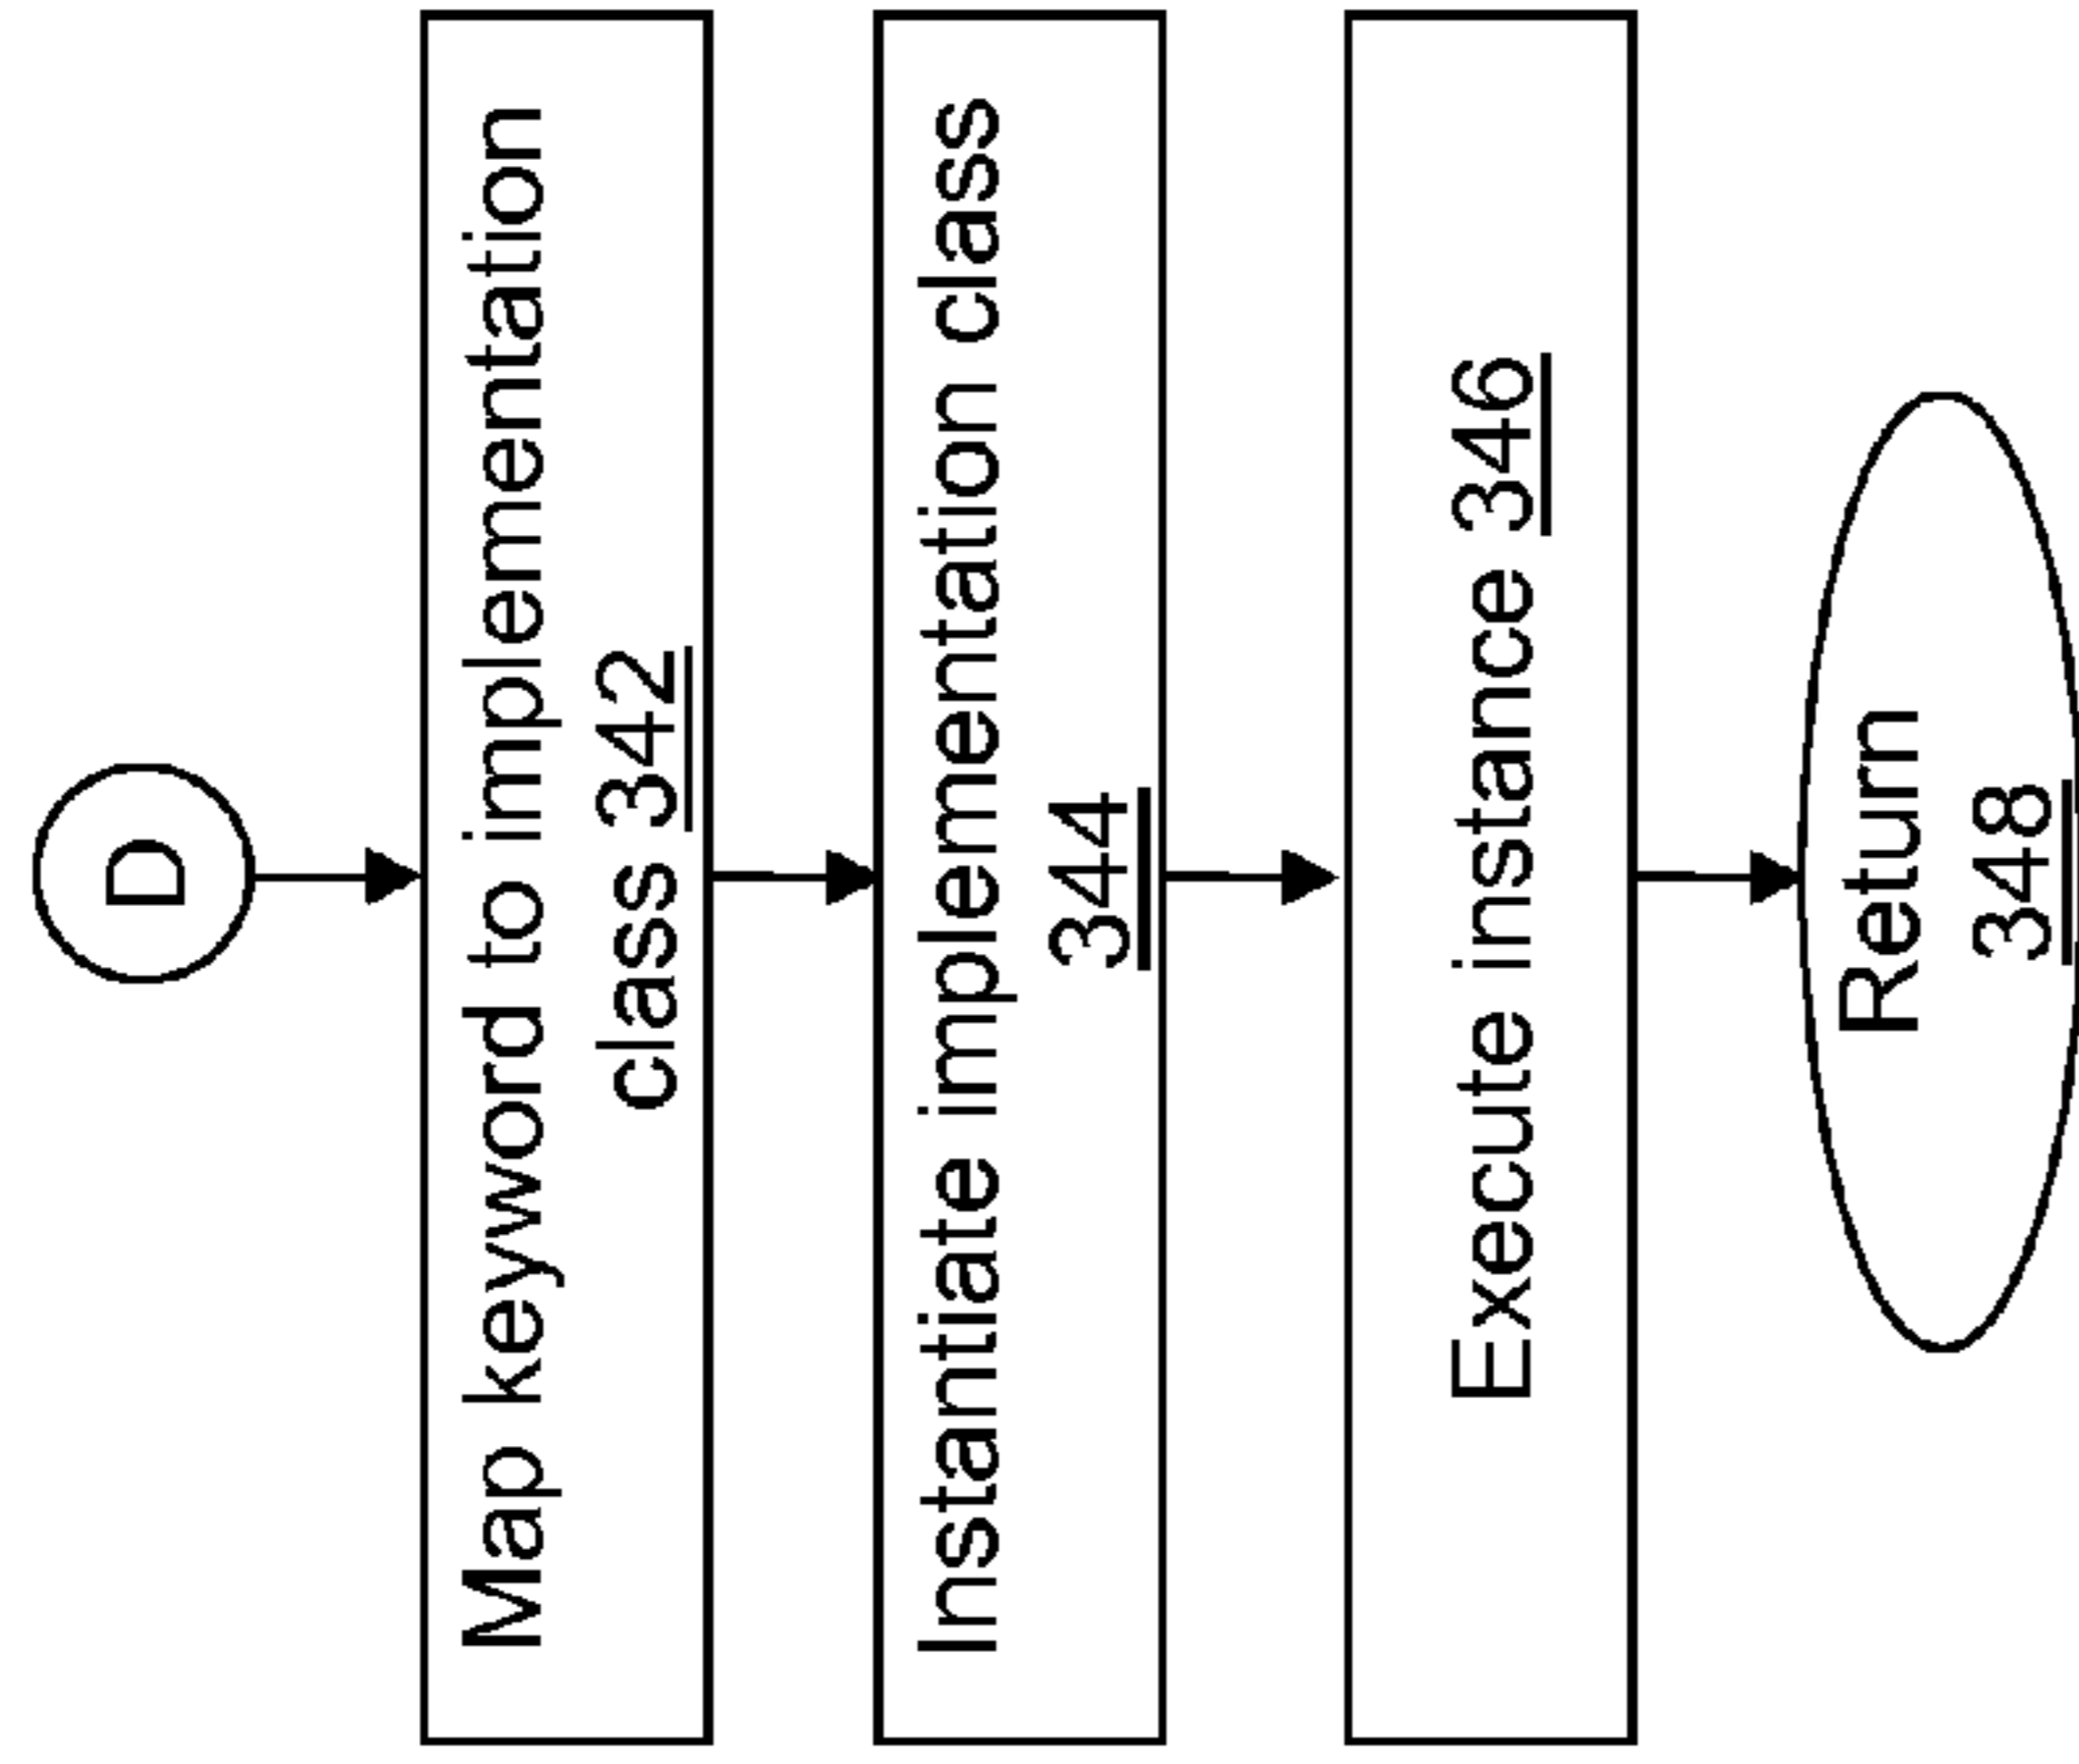 D
Map keyword to implementation
class 342
Instantiate implementation class
344
Execute instance 346
Return
348